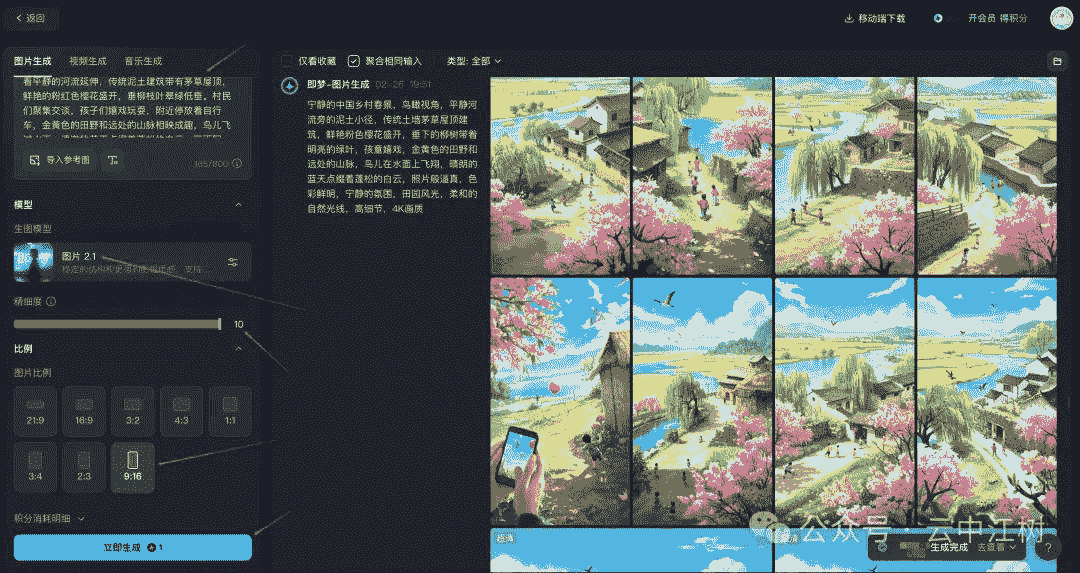 返回
移动端下载
开会员 得积分
图片生成 视频生成 音乐生成
仅看收藏 聚合相同输入 类型: 全部
着平静的河流延伸，传统泥土建筑带有茅草屋顶，
鲜艳的粉红色樱花盛开，垂柳枝叶翠绿低垂。村民
们聚集交谈，孩子们嬉戏玩耍，附近停放着自行
车，金黄色的田野和远处的山脉相映成趣，鸟儿飞
导入参考图
165/800
模型
生图模型
图片 2.1
精细度
10
比例
图片比例
21:9 16:9 3:2 4:3 1:1
3:4 2:3 9:16
积分消耗明细
立即生成 1
即梦-图片生成 02-26 19:51
宁静的中国乡村春景，鸟瞰视角，平静河
流旁的泥土小径，传统土墙茅草屋顶建
筑，鲜艳粉色樱花盛开，垂下的柳树带着
明亮的绿叶，孩童嬉戏，金黄色的田野和
远处的山脉，鸟儿在水面上飞翔，晴朗的
蓝天点缀着蓬松的白云，照片般逼真，色
彩鲜明，宁静的氛围，田园风光，柔和的
自然光线，高细节，4K画质
超清
超清
公众号 · 云中江树
生成完成 去查看
?